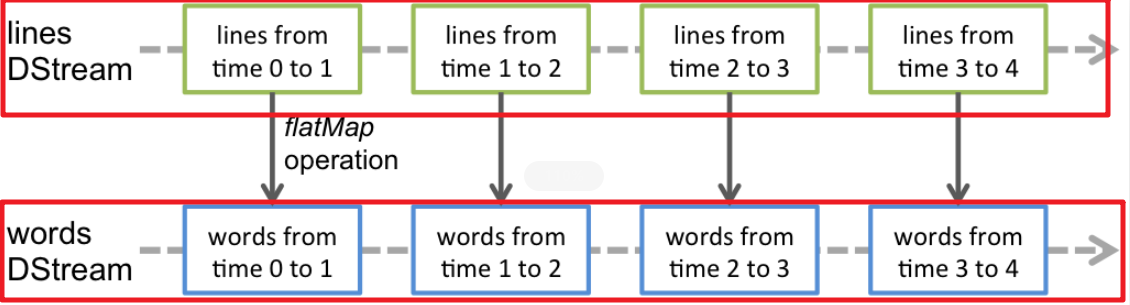 lines
DStream
lines from
time 0 to 1
lines from
time 1 to 2
lines from
time 2 to 3
lines from
time 3 to 4
flatMap
operation
words
DStream
words from
time 0 to 1
words from
time 1 to 2
words from
time 2 to 3
words from
time 3 to 4